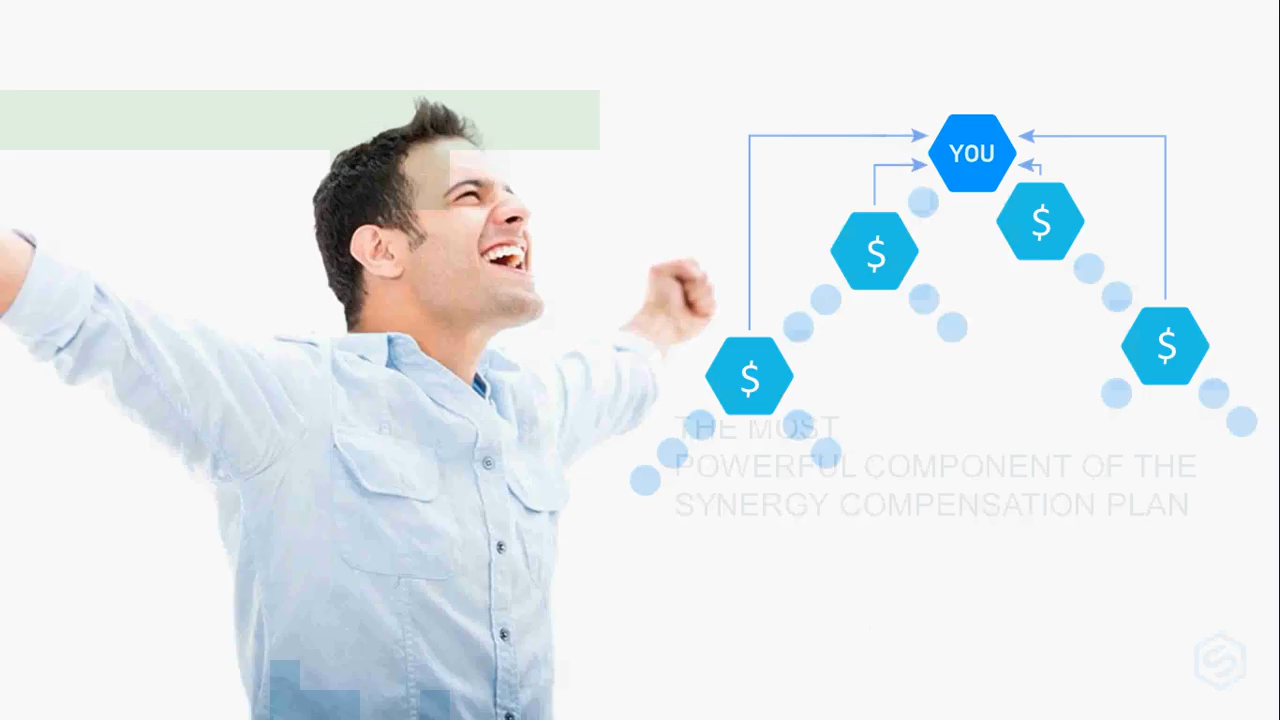 YOU
$
$
$
$
THE MOST
POWERFUL COMPONENT OF THE
SYNERGY COMPENSATION PLAN